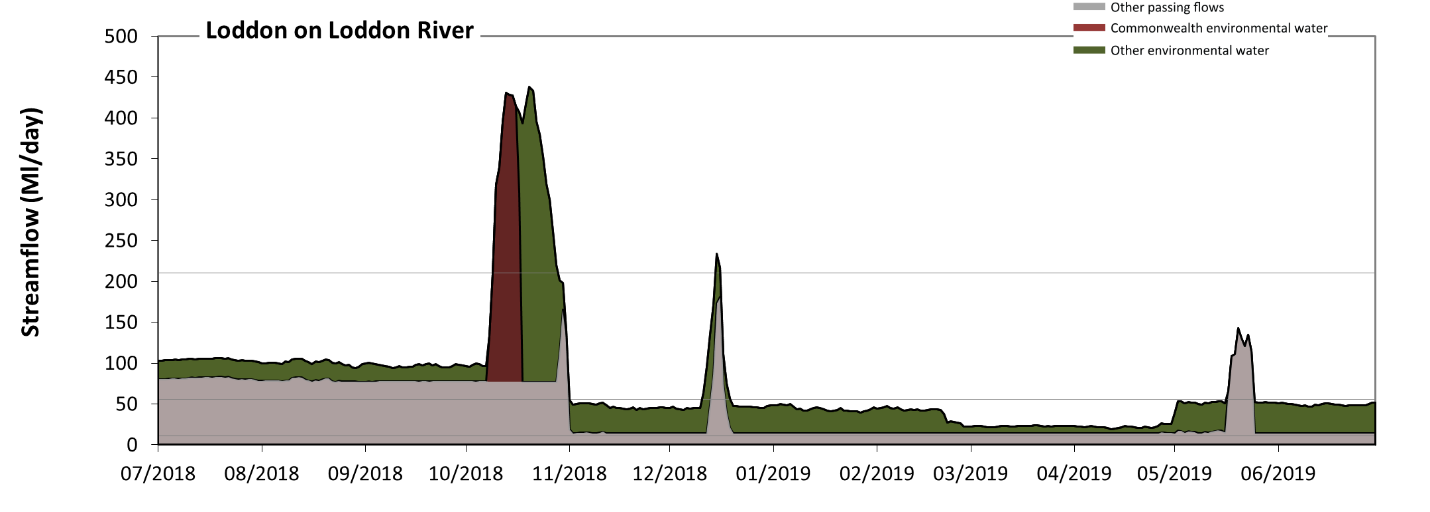 Other passing flows
Loddon on Loddon River
Commonwealth environmental water
Other environmental water
Streamflow (Ml/day)
500
450
400
350
300
250
200
150
100
50
0
07/2018 08/2018 09/2018 10/2018 11/2018 12/2018 01/2019 02/2019 03/2019 04/2019 05/2019 06/2019